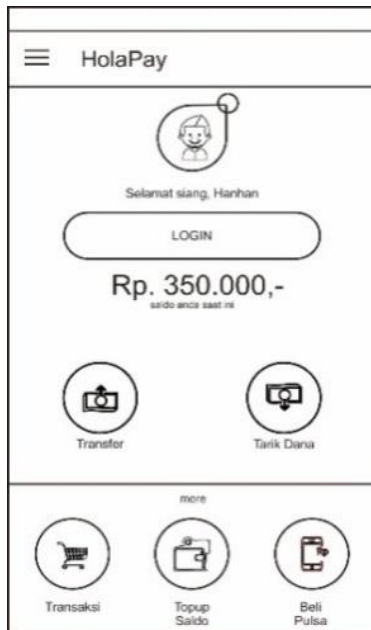 HolaPay
Selamat siang, Hanhan
LOGIN
Rp. 350.000,-
saldo anda saat ini
Transfer
Tarik Dana
more
Transaksi
Topup
Saldo
Beli
Pulsa